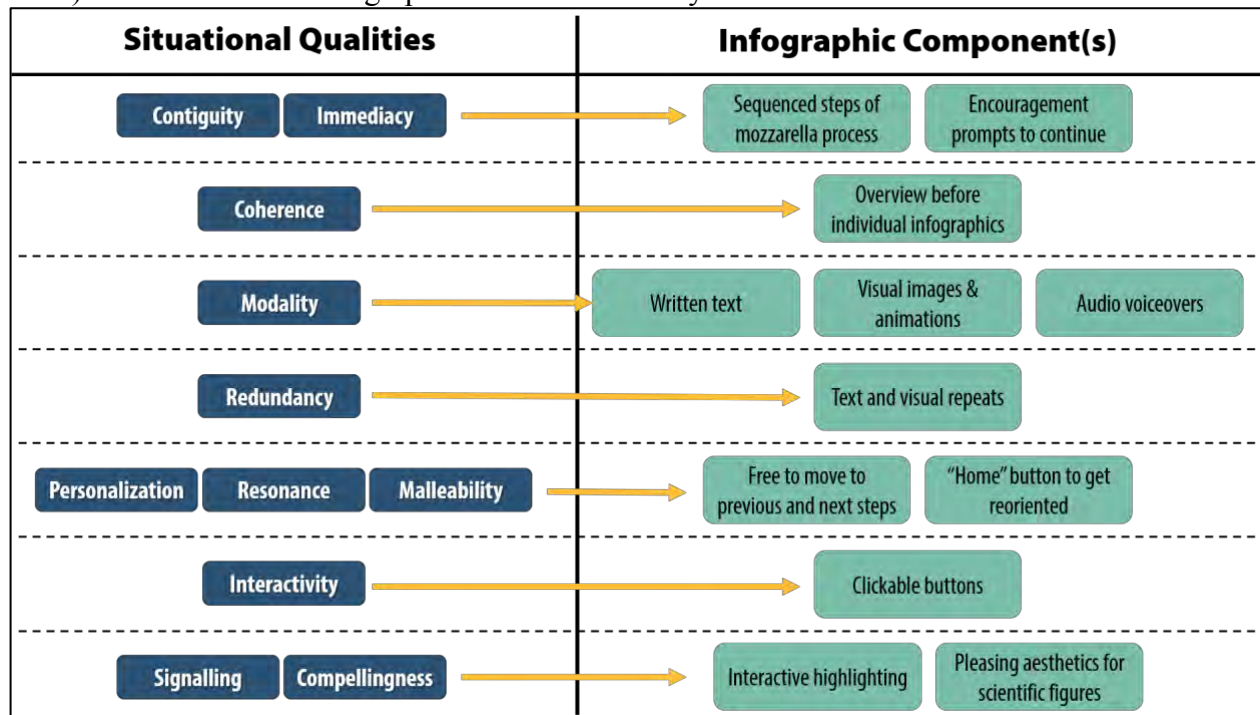 Situational Qualities
Infographic Component(s)
Contiguity
Immediacy
Sequenced steps of
mozzarella process
Encouragement
prompts to continue
Coherence
Overview before
individual infographics
Modality
Written text
Visual images &
animations
Audio voiceovers
Redundancy
Text and visual repeats
Personalization
Resonance
Malleability
Free to move to
previous and next steps
“Home” button to get
reoriented
Interactivity
Clickable buttons
Signalling
Compellingness
Interactive highlighting
Pleasing aesthetics for
scientific figures